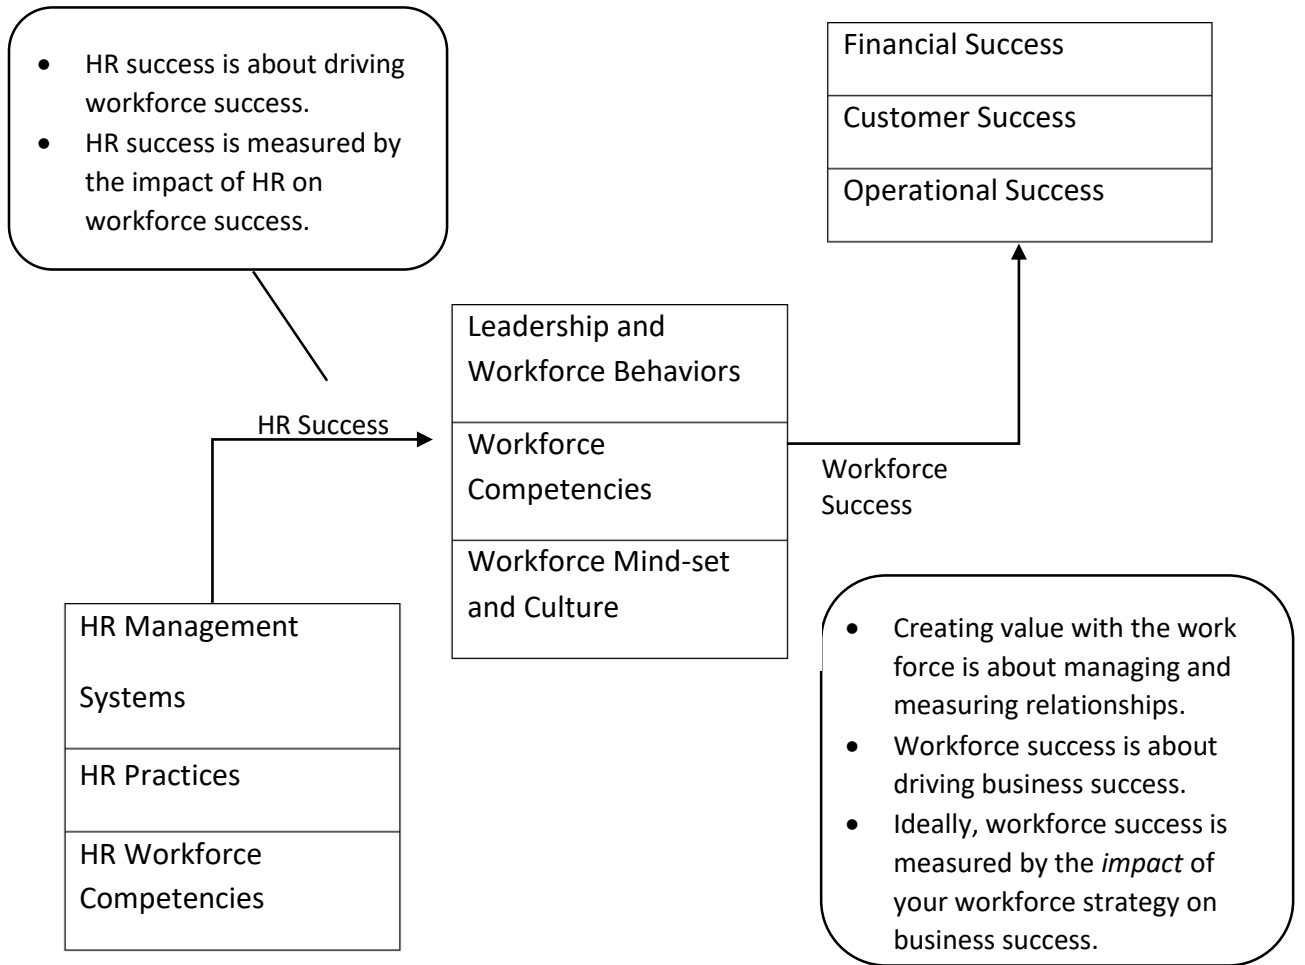 • HR success is about driving
workforce success.
• HR success is measured by
the impact of HR on
workforce success.
Financial Success
Customer Success
Operational Success
Leadership and
Workforce Behaviors
Workforce
Competencies
Workforce Mind-set
and Culture
HR Success
Workforce
Success
HR Management
Systems
HR Practices
HR Workforce
Competencies
• Creating value with the work
force is about managing and
measuring relationships.
• Workforce success is about
driving business success.
• Ideally, workforce success is
measured by the impact of
your workforce strategy on
business success.